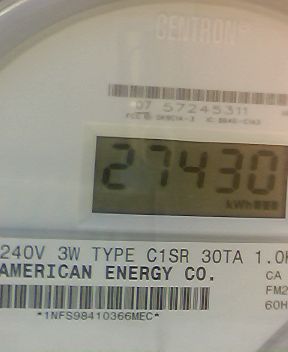 CENTRON
07 57245311
27430
kWh
240V 3W TYPE C1SR 30TA 1.0
AMERICAN ENERGY CO.
CA
FM2
60H
*1NFS98410366MEC*